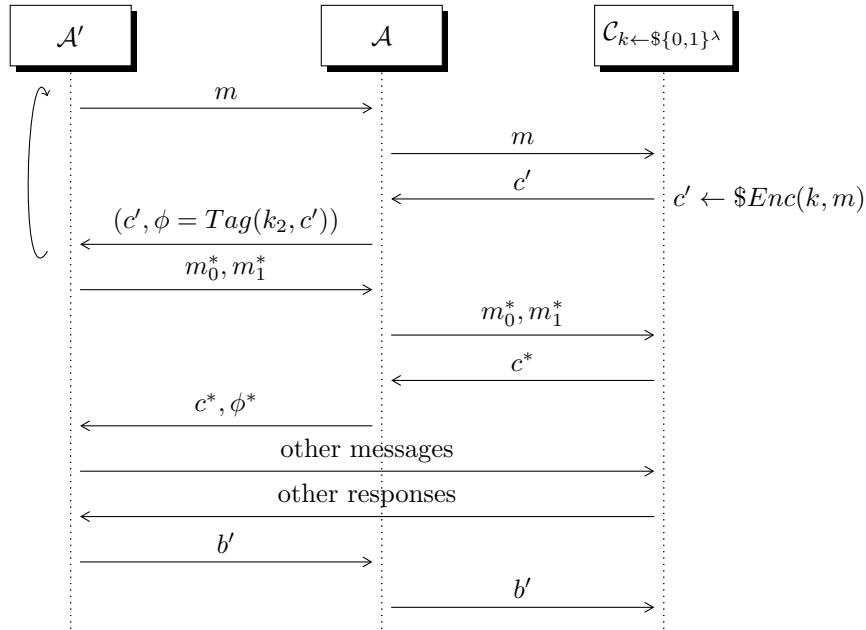 𝒜′ 𝒜 𝒞_{k←${0,1}^λ}
m
m
c′
c′ ← $Enc(k, m)
(c′, ϕ = Tag(k₂, c′))
m₀*, m₁*
m₀*, m₁*
c*
c*, ϕ*
other messages
other responses
b′
b′